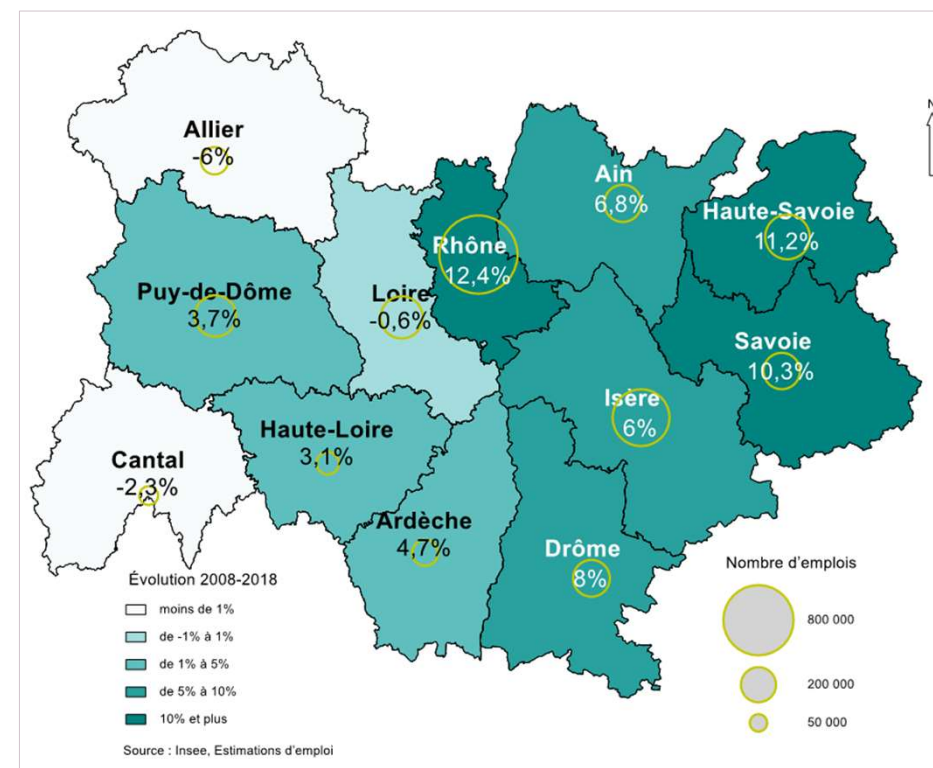 N
Allier
-6%
Ain
6,8%
Haute-Savoie
11,2%
Rhône
12,4%
Puy-de-Dôme
3,7%
Loire
-0,6%
Savoie
10,3%
Isère
6%
Haute-Loire
3,1%
Cantal
-2,3%
Ardèche
4,7%
Drôme
8%
Évolution 2008-2018
moins de 1%
de -1% à 1%
de 1% à 5%
de 5% à 10%
10% et plus
Source : Insee, Estimations d'emploi
Nombre d'emplois
800 000
200 000
50 000